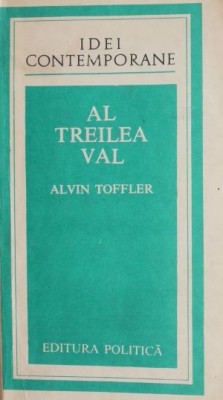 IDEI
CONTEMPORANE
AL
TREILEA
VAL
ALVIN TOFFLER
EDITURA POLITICĂ